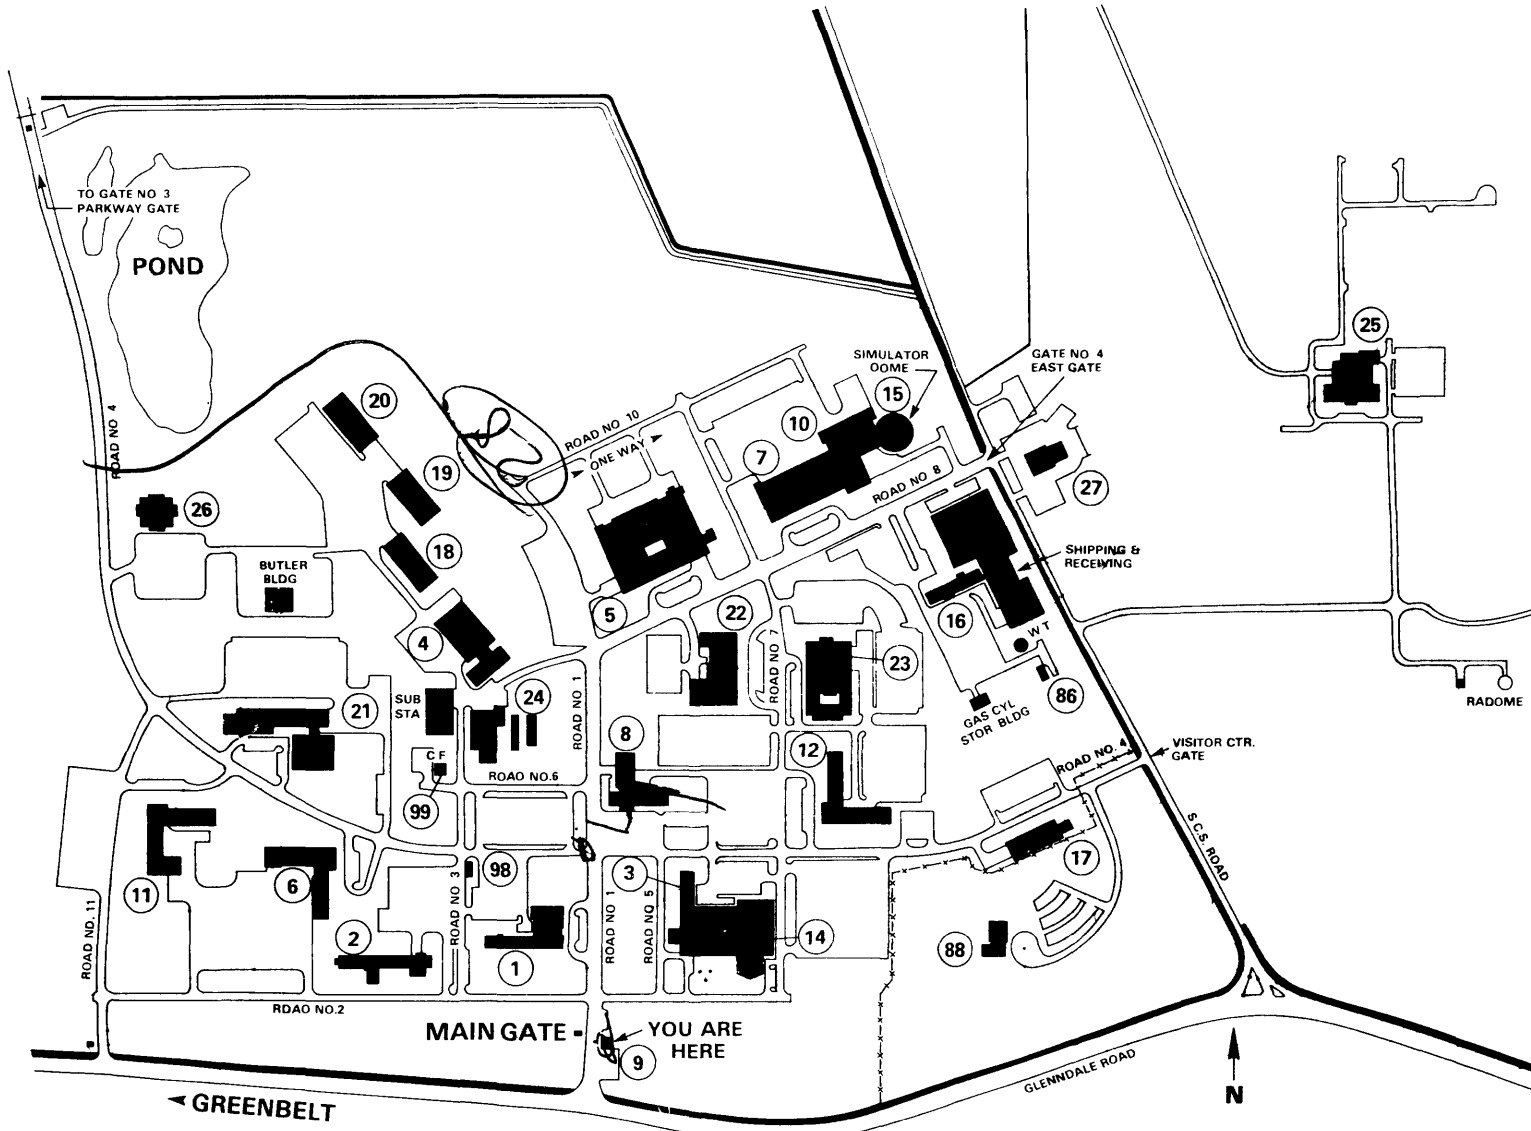 TO GATE NO 3
PARKWAY GATE
POND
ROAD NO 4
20
19
18
26
BUTLER
BLDG
4
ROAD NO 10
ONE WAY
SIMULATOR
DOME
15
10
7
ROAD NO 8
GATE NO 4
EAST GATE
27
25
SHIPPING &
RECEIVING
16
W T
86
GAS CYL
STOR BLDG
RADOME
5
22
ROAD NO 7
23
SUB
STA
24
ROAD NO 1
21
C F
99
ROAD NO.6
8
12
ROAD NO. 4
VISITOR CTR.
GATE
S.C.S. ROAD
17
11
6
2
98
ROAD NO 3
1
3
ROAD NO 1
ROAD NO 5
14
88
ROAD NO. 11
ROAD NO.2
MAIN GATE
YOU ARE
HERE
9
GREENBELT
GLENNDALE ROAD
N